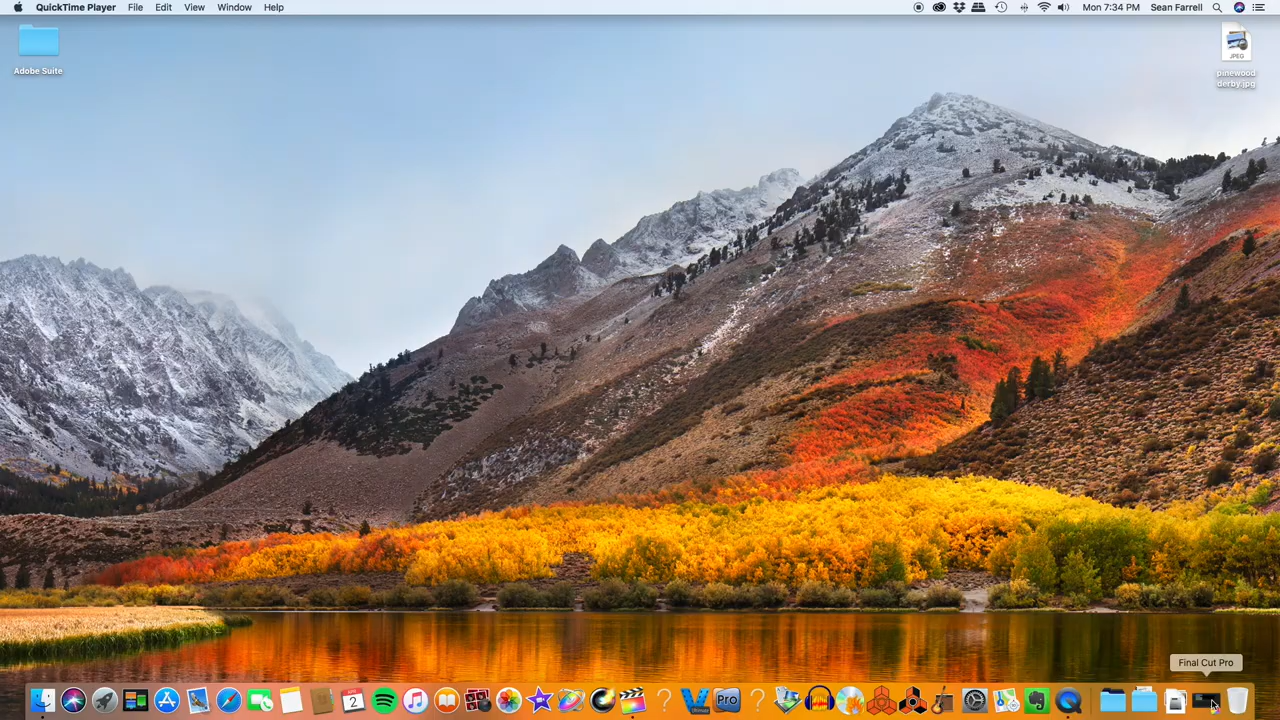 QuickTime Player File Edit View Window Help Mon 7:34 PM Sean Farrell
Adobe Suite
JPEG
pinewood
derby.jpg
Final Cut Pro
2
Pro